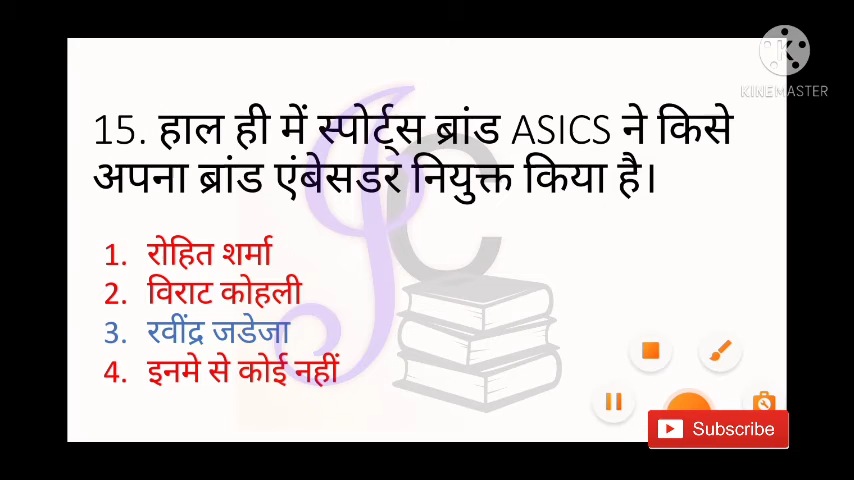 KINEMASTER
15. हाल ही में स्पोर्ट्स ब्रांड ASICS ने किसे
अपना ब्रांड एंबेसडर नियुक्त किया है।
1. रोहित शर्मा
2. विराट कोहली
3. रवींद्र जडेजा
4. इनमे से कोई नहीं
Subscribe